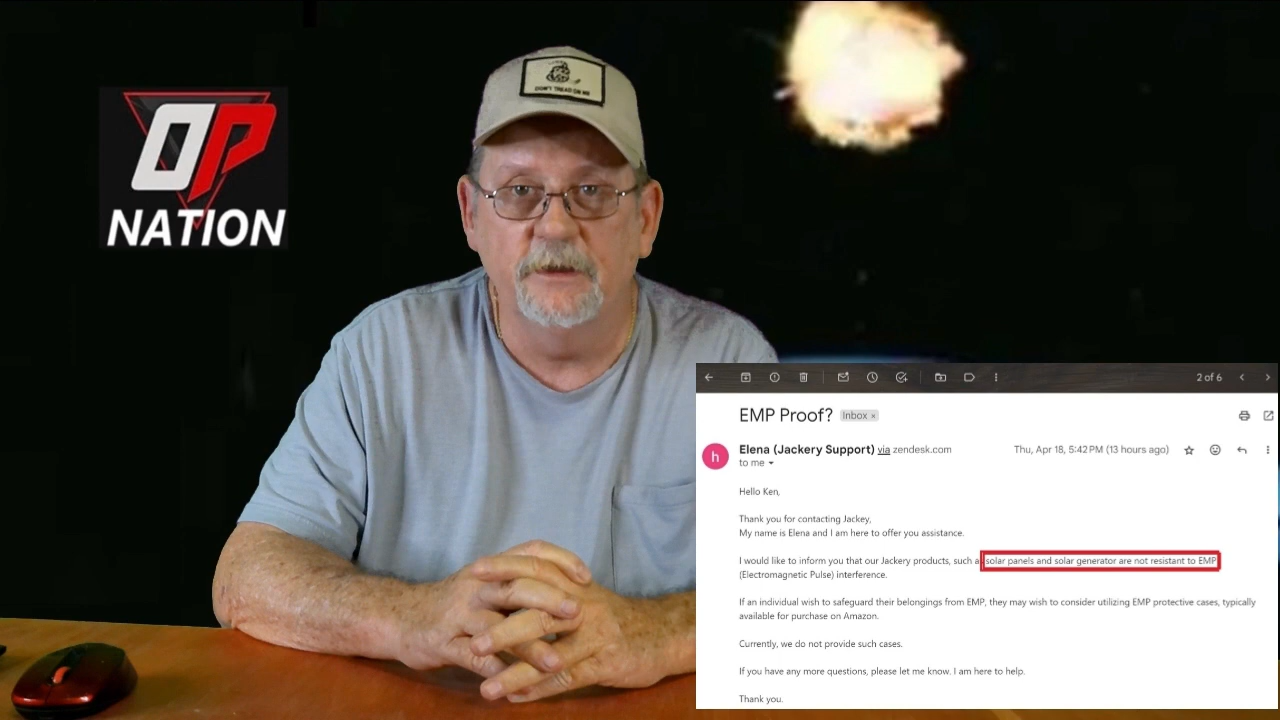 DON'T TREAD ON ME
OP
NATION
2 of 6
EMP Proof? Inbox ×
Elena (Jackery Support) via zendesk.com
Thu, Apr 18, 5:42 PM (13 hours ago)
to me
h
Hello Ken,
Thank you for contacting Jackey,
My name is Elena and I am here to offer you assistance.
I would like to inform you that our Jackery products, such a solar panels and solar generator are not resistant to EMP
(Electromagnetic Pulse) interference.
If an individual wish to safeguard their belongings from EMP, they may wish to consider utilizing EMP protective cases, typically
available for purchase on Amazon.
Currently, we do not provide such cases.
If you have any more questions, please let me know. I am here to help.
Thank you.